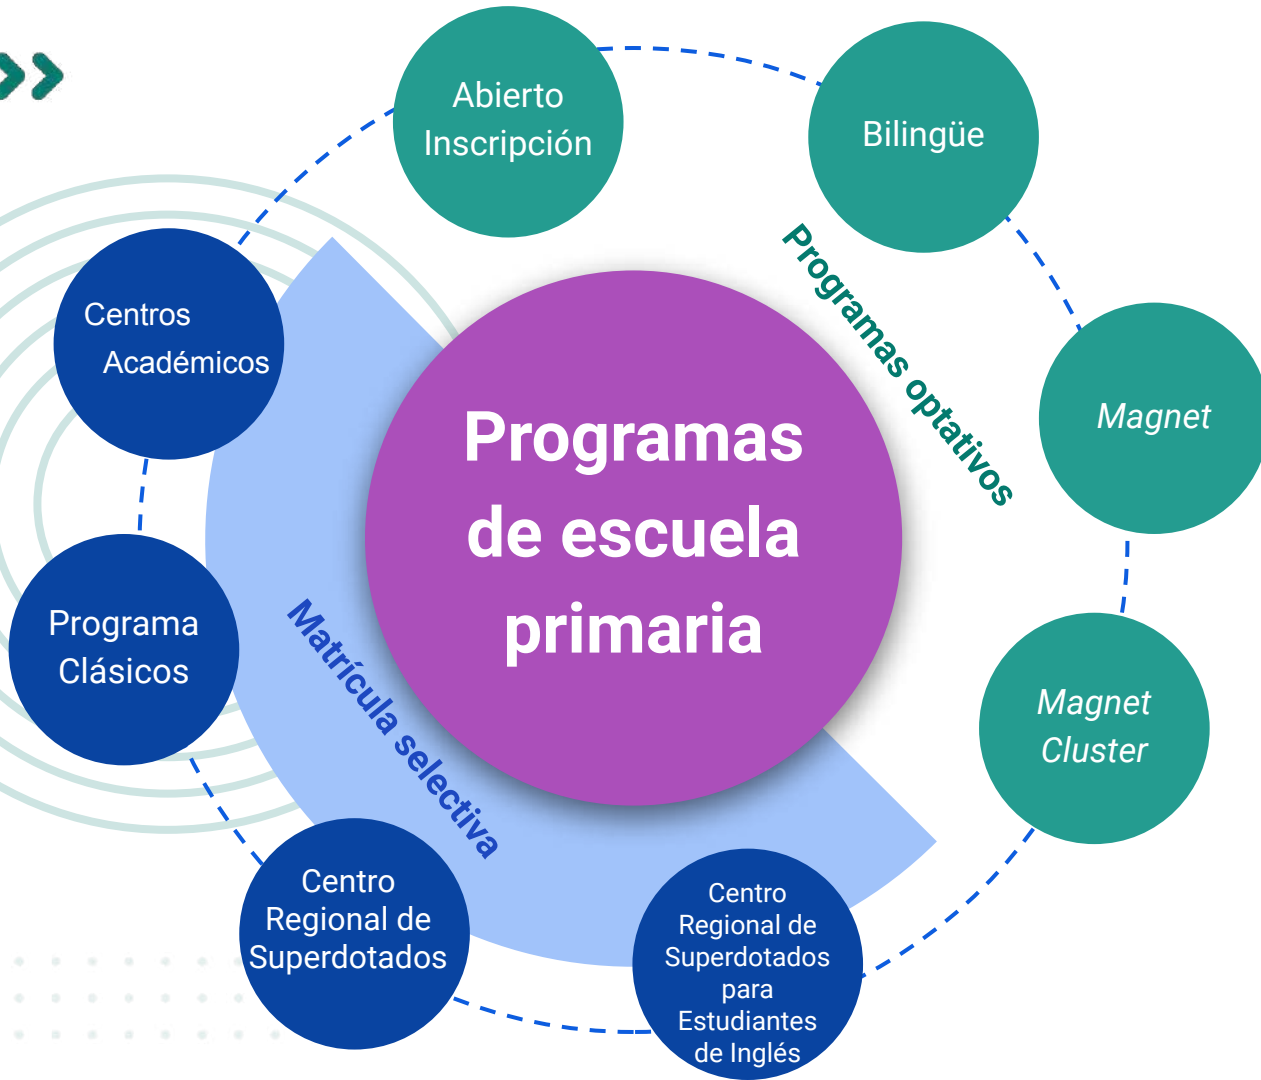 Abierto
Inscripción
Bilingüe
Programas optativos
Magnet
Magnet
Cluster
Centros
Académicos
Programas
de escuela
primaria
Programa
Clásicos
Matrícula selectiva
Centro
Regional de
Superdotados
Centro
Regional de
Superdotados
para
Estudiantes
de Inglés